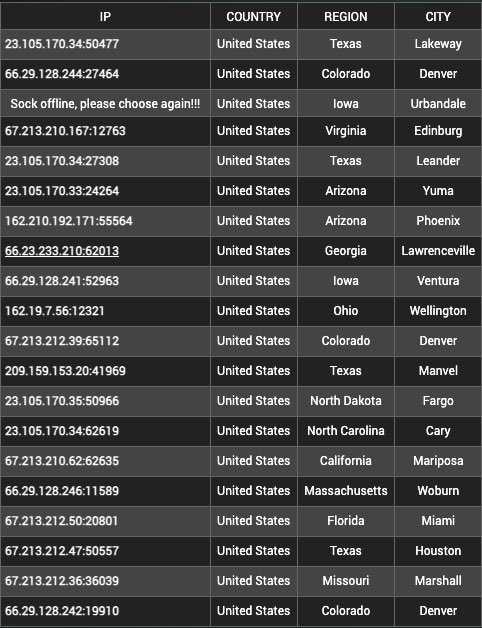 IP COUNTRY REGION CITY
23.105.170.34:50477 United States Texas Lakeway
66.29.128.244:27464 United States Colorado Denver
Sock offline, please choose again!!! United States Iowa Urbandale
67.213.210.167:12763 United States Virginia Edinburg
23.105.170.34:27308 United States Texas Leander
23.105.170.33:24264 United States Arizona Yuma
162.210.192.171:55564 United States Arizona Phoenix
66.23.233.210:62013 United States Georgia Lawrenceville
66.29.128.241:52963 United States Iowa Ventura
162.19.7.56:12321 United States Ohio Wellington
67.213.212.39:65112 United States Colorado Denver
209.159.153.20:41969 United States Texas Manvel
23.105.170.35:50966 United States North Dakota Fargo
23.105.170.34:62619 United States North Carolina Cary
67.213.210.62:62635 United States California Mariposa
66.29.128.246:11589 United States Massachusetts Woburn
67.213.212.50:20801 United States Florida Miami
67.213.212.47:50557 United States Texas Houston
67.213.212.36:36039 United States Missouri Marshall
66.29.128.242:19910 United States Colorado Denver